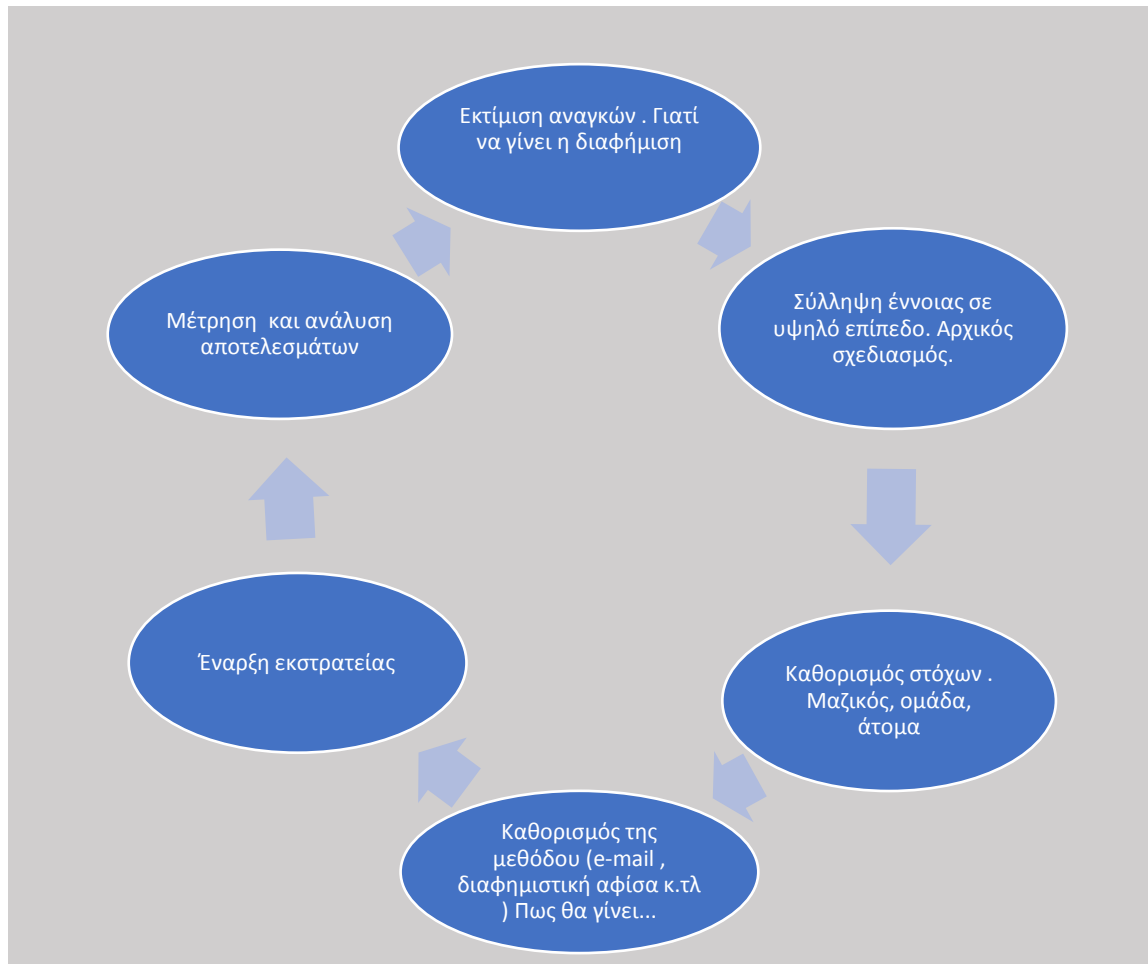 Εκτίμιση αναγκών . Γιατί
να γίνει η διαφήμιση
Σύλληψη έννοιας σε
υψηλό επίπεδο. Αρχικός
σχεδιασμός.
Καθορισμός στόχων .
Μαζικός, ομάδα,
άτομα
Καθορισμός της
μεθόδου (e-mail ,
διαφημιστική αφίσα κ.τλ
) Πως θα γίνει...
Έναρξη εκστρατείας
Μέτρηση  και ανάλυση
αποτελεσμάτων